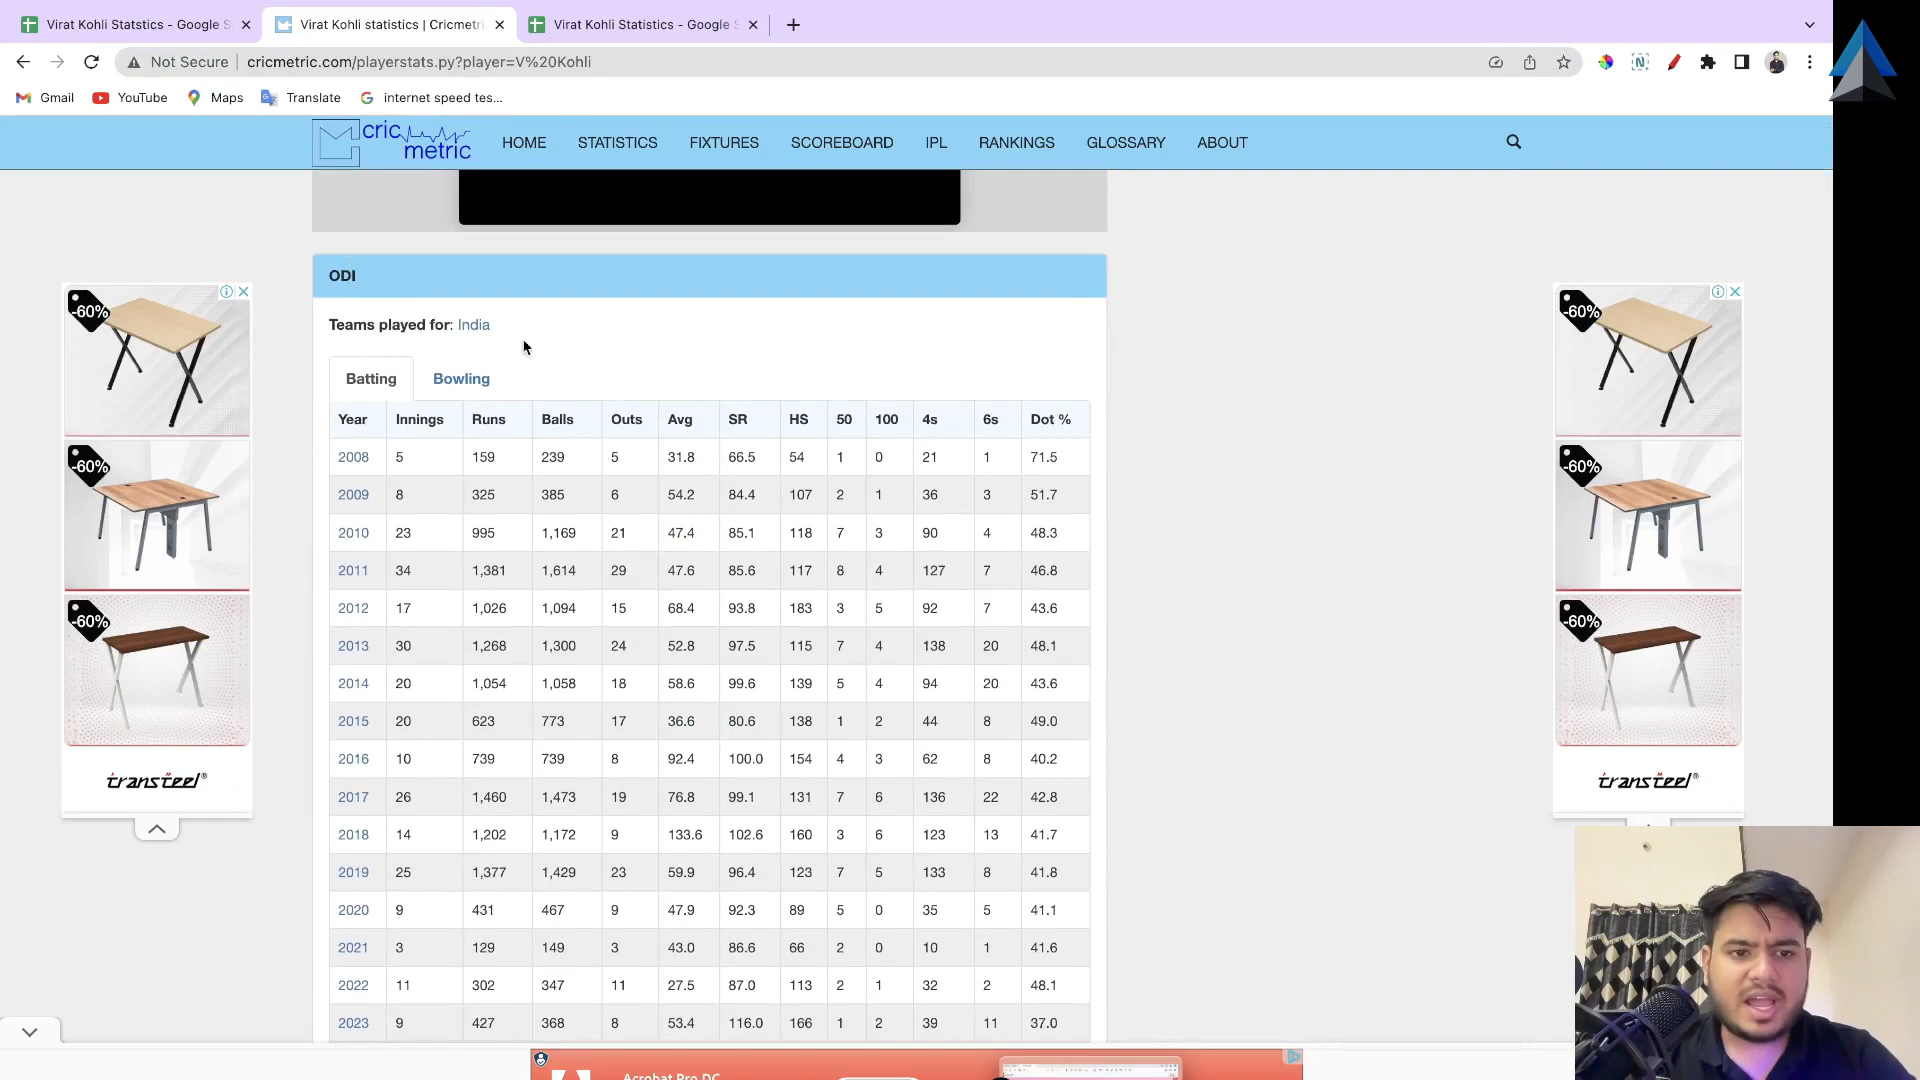 Virat Kohli Statstics - Google S
Virat Kohli statistics | Cricmetri
Virat Kohli Statistics - Google S
Not Secure
cricmetric.com/playerstats.py?player=V%20Kohli
Gmail
YouTube
Maps
Translate
internet speed tes...
cric metric
HOME
STATISTICS
FIXTURES
SCOREBOARD
IPL
RANKINGS
GLOSSARY
ABOUT
ODI
Teams played for: India
Batting
Bowling
Year Innings Runs Balls Outs Avg SR HS 50 100 4s 6s Dot %
2008 5 159 239 5 31.8 66.5 54 1 0 21 1 71.5
2009 8 325 385 6 54.2 84.4 107 2 1 36 3 51.7
2010 23 995 1,169 21 47.4 85.1 118 7 3 90 4 48.3
2011 34 1,381 1,614 29 47.6 85.6 117 8 4 127 7 46.8
2012 17 1,026 1,094 15 68.4 93.8 183 3 5 92 7 43.6
2013 30 1,268 1,300 24 52.8 97.5 115 7 4 138 20 48.1
2014 20 1,054 1,058 18 58.6 99.6 139 5 4 94 20 43.6
2015 20 623 773 17 36.6 80.6 138 1 2 44 8 49.0
2016 10 739 739 8 92.4 100.0 154 4 3 62 8 40.2
2017 26 1,460 1,473 19 76.8 99.1 131 7 6 136 22 42.8
2018 14 1,202 1,172 9 133.6 102.6 160 3 6 123 13 41.7
2019 25 1,377 1,429 23 59.9 96.4 123 7 5 133 8 41.8
2020 9 431 467 9 47.9 92.3 89 5 0 35 5 41.1
2021 3 129 149 3 43.0 86.6 66 2 0 10 1 41.6
2022 11 302 347 11 27.5 87.0 113 2 1 32 2 48.1
2023 9 427 368 8 53.4 116.0 166 1 2 39 11 37.0
-60%
-60%
-60%
transteel®
-60%
-60%
-60%
transteel®
Acrobat Pro DC